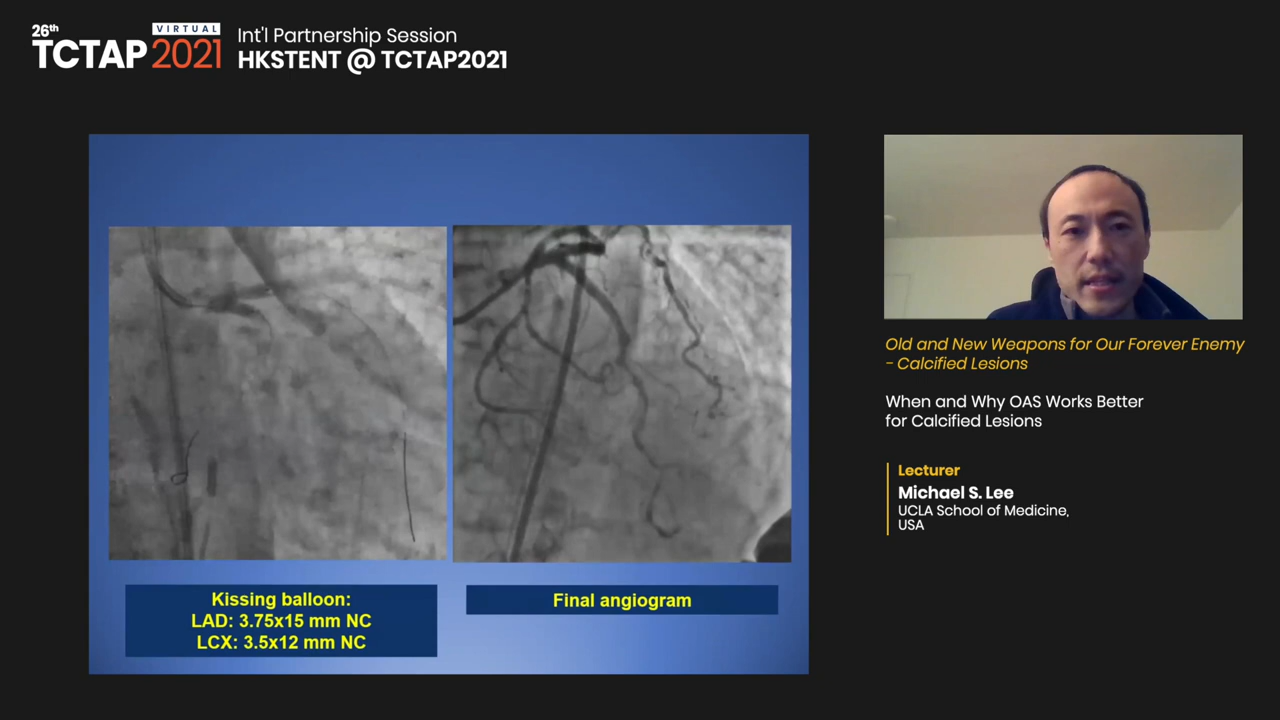 26th
VIRTUAL
TCTAP 2021
Int'l Partnership Session
HKSTENT @ TCTAP2021
Kissing balloon:
LAD: 3.75x15 mm NC
LCX: 3.5x12 mm NC
Final angiogram
Old and New Weapons for Our Forever Enemy
- Calcified Lesions
When and Why OAS Works Better
for Calcified Lesions
Lecturer
Michael S. Lee
UCLA School of Medicine,
USA